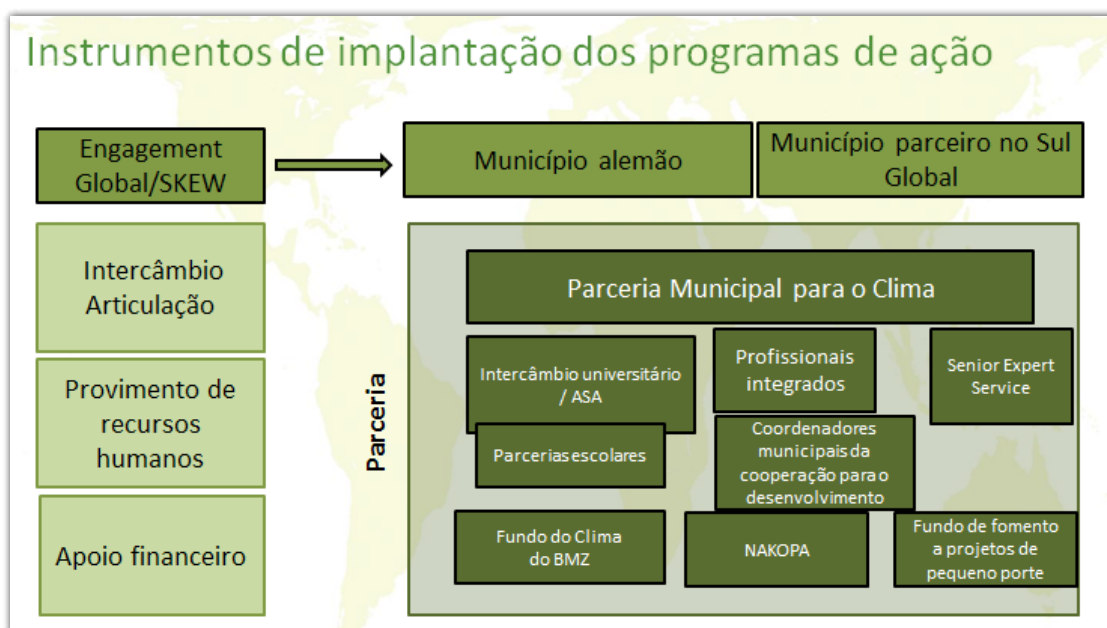 Instrumentos de implantação dos programas de ação
Engagement
Global/SKEW
Município alemão
Município parceiro no Sul
Global
Intercâmbio
Articulação
Provimento de
recursos
humanos
Apoio financeiro
Parceria
Parceria Municipal para o Clima
Intercâmbio universitário
/ ASA
Profissionais
integrados
Senior Expert
Service
Parcerias escolares
Coordenadores
municipais da
cooperação para o
desenvolvimento
Fundo do Clima
do BMZ
NAKOPA
Fundo de fomento
a projetos de
pequeno porte